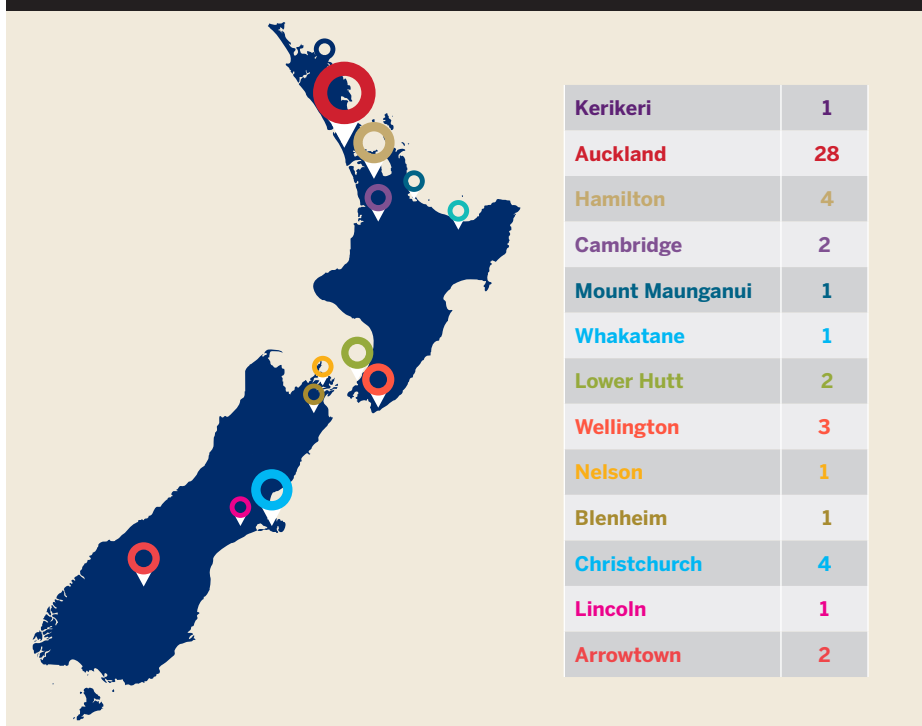 Kerikeri 1
Auckland 28
Hamilton 4
Cambridge 2
Mount Maunganui 1
Whakatane 1
Lower Hutt 2
Wellington 3
Nelson 1
Blenheim 1
Christchurch 4
Lincoln 1
Arrowtown 2